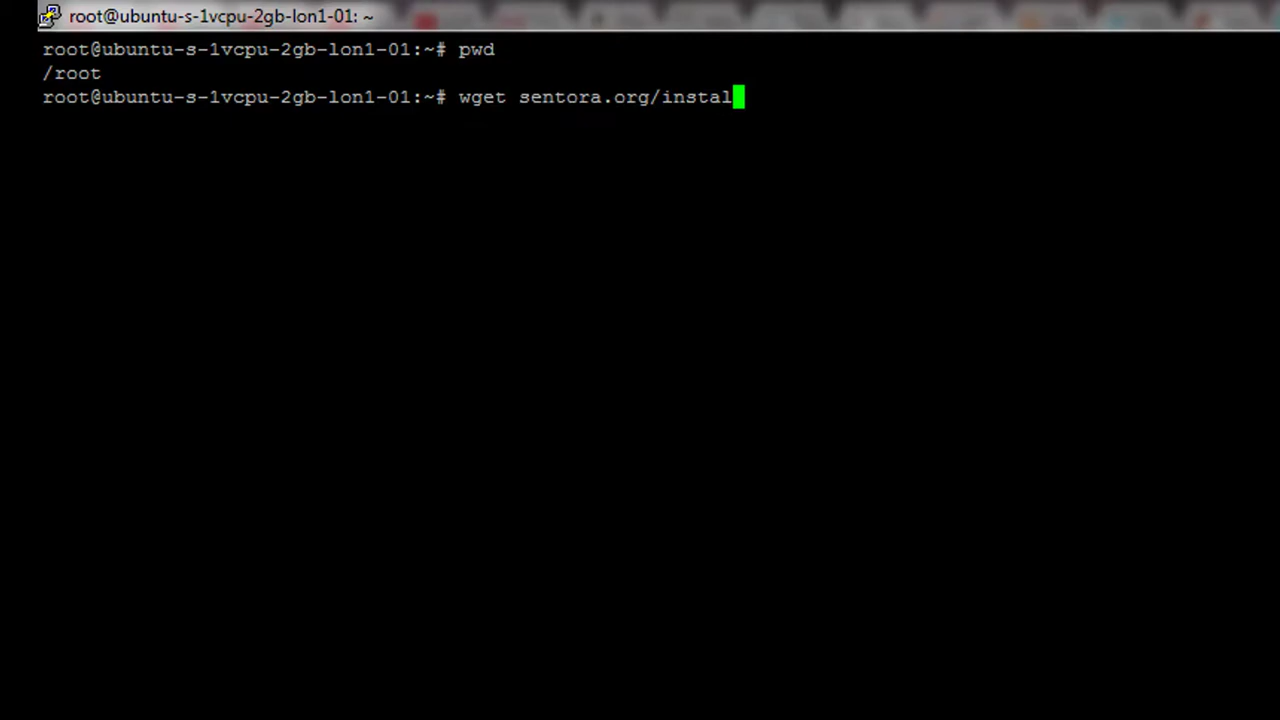 root@ubuntu-s-1vcpu-2gb-lon1-01: ~
root@ubuntu-s-1vcpu-2gb-lon1-01:~# pwd
/root
root@ubuntu-s-1vcpu-2gb-lon1-01:~# wget sentora.org/instal